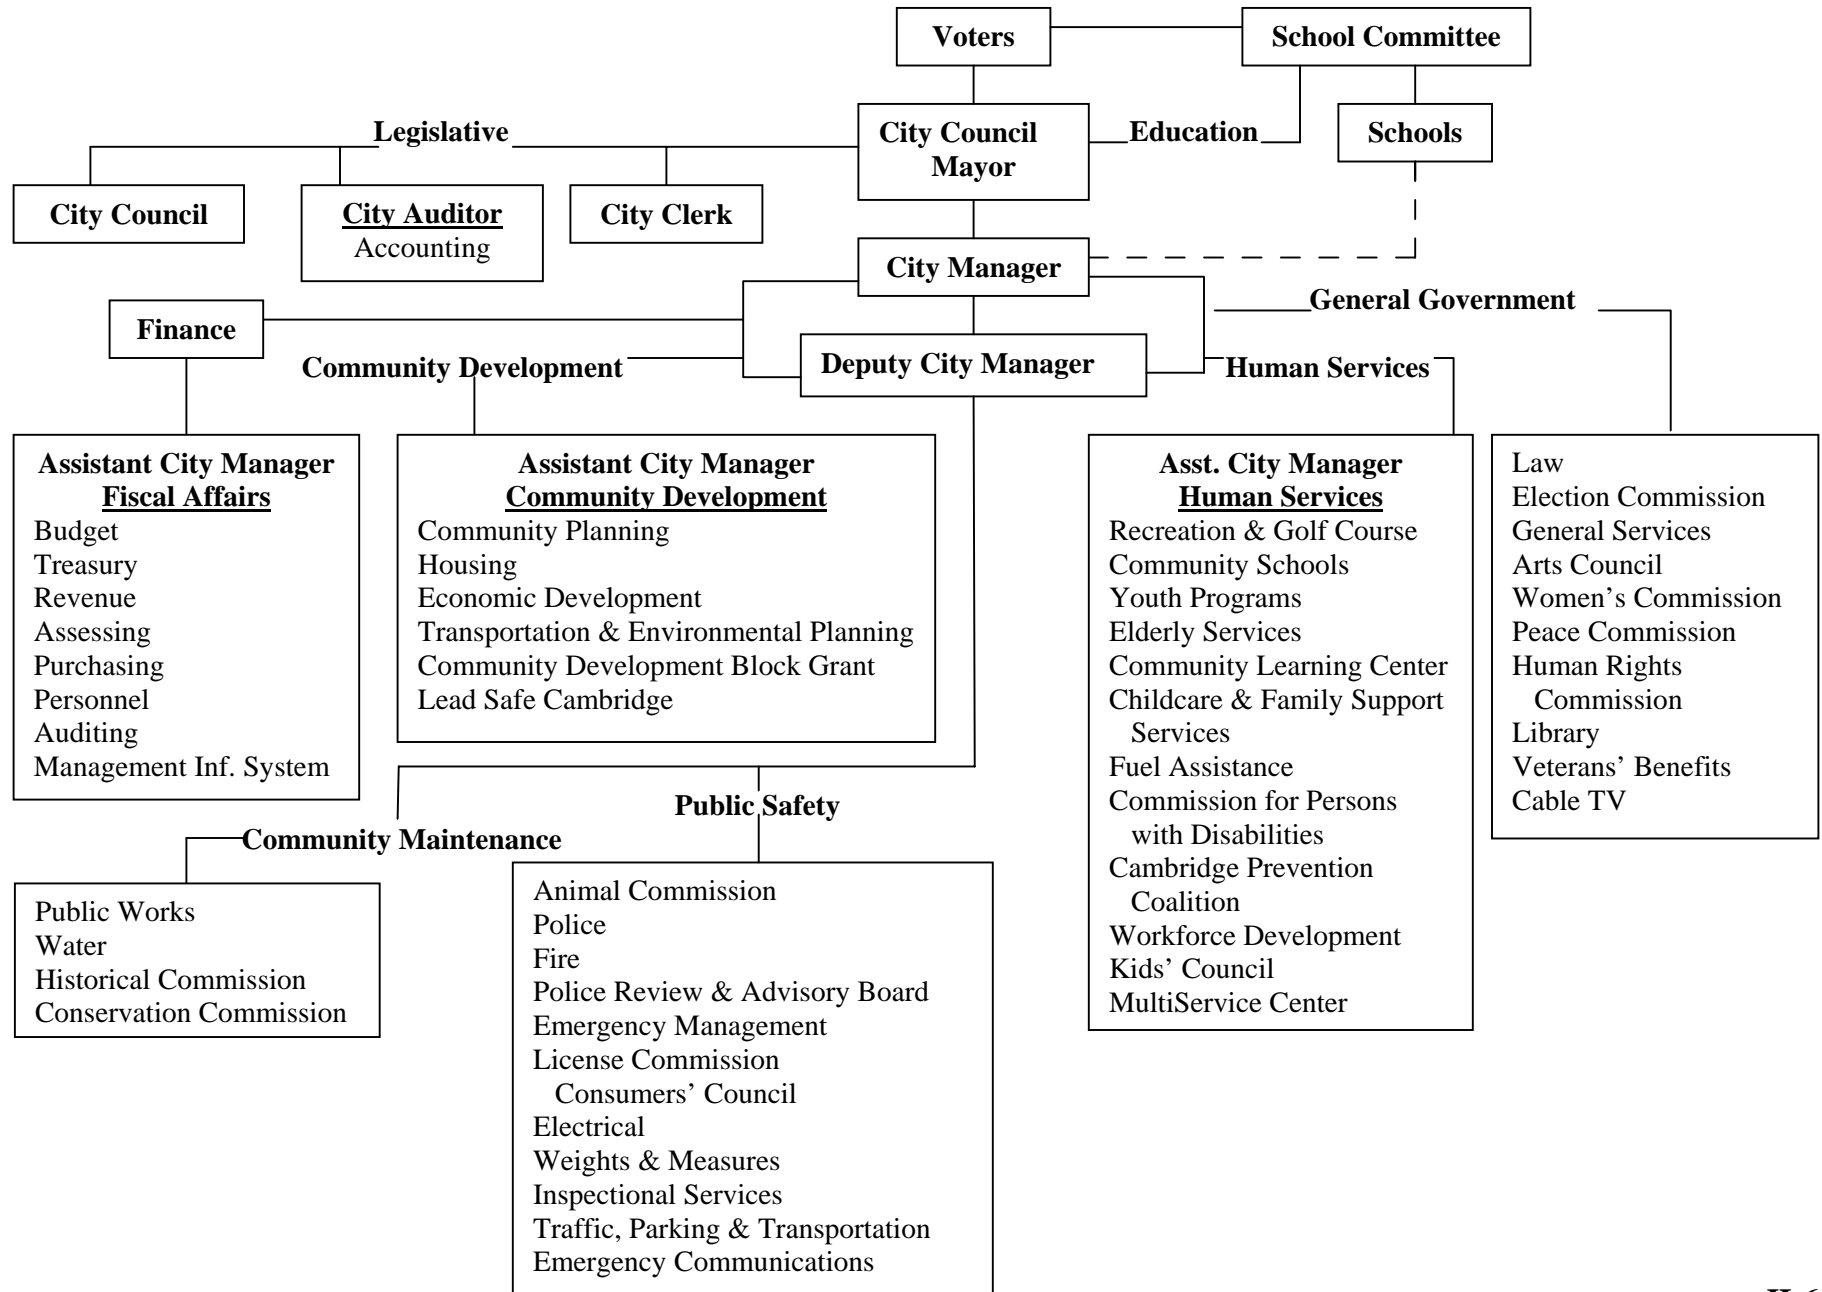 Voters
School Committee
Legislative
City Council
Mayor
Education
Schools
City Council
City Auditor
Accounting
City Clerk
City Manager
General Government
Finance
Community Development
Deputy City Manager
Human Services
Assistant City Manager
Fiscal Affairs
Budget
Treasury
Revenue
Assessing
Purchasing
Personnel
Auditing
Management Inf. System
Assistant City Manager
Community Development
Community Planning
Housing
Economic Development
Transportation & Environmental Planning
Community Development Block Grant
Lead Safe Cambridge
Asst. City Manager
Human Services
Recreation & Golf Course
Community Schools
Youth Programs
Elderly Services
Community Learning Center
Childcare & Family Support
Services
Fuel Assistance
Commission for Persons
with Disabilities
Cambridge Prevention
Coalition
Workforce Development
Kids’ Council
MultiService Center
Law
Election Commission
General Services
Arts Council
Women’s Commission
Peace Commission
Human Rights
Commission
Library
Veterans’ Benefits
Cable TV
Public Safety
Community Maintenance
Public Works
Water
Historical Commission
Conservation Commission
Animal Commission
Police
Fire
Police Review & Advisory Board
Emergency Management
License Commission
Consumers’ Council
Electrical
Weights & Measures
Inspectional Services
Traffic, Parking & Transportation
Emergency Communications